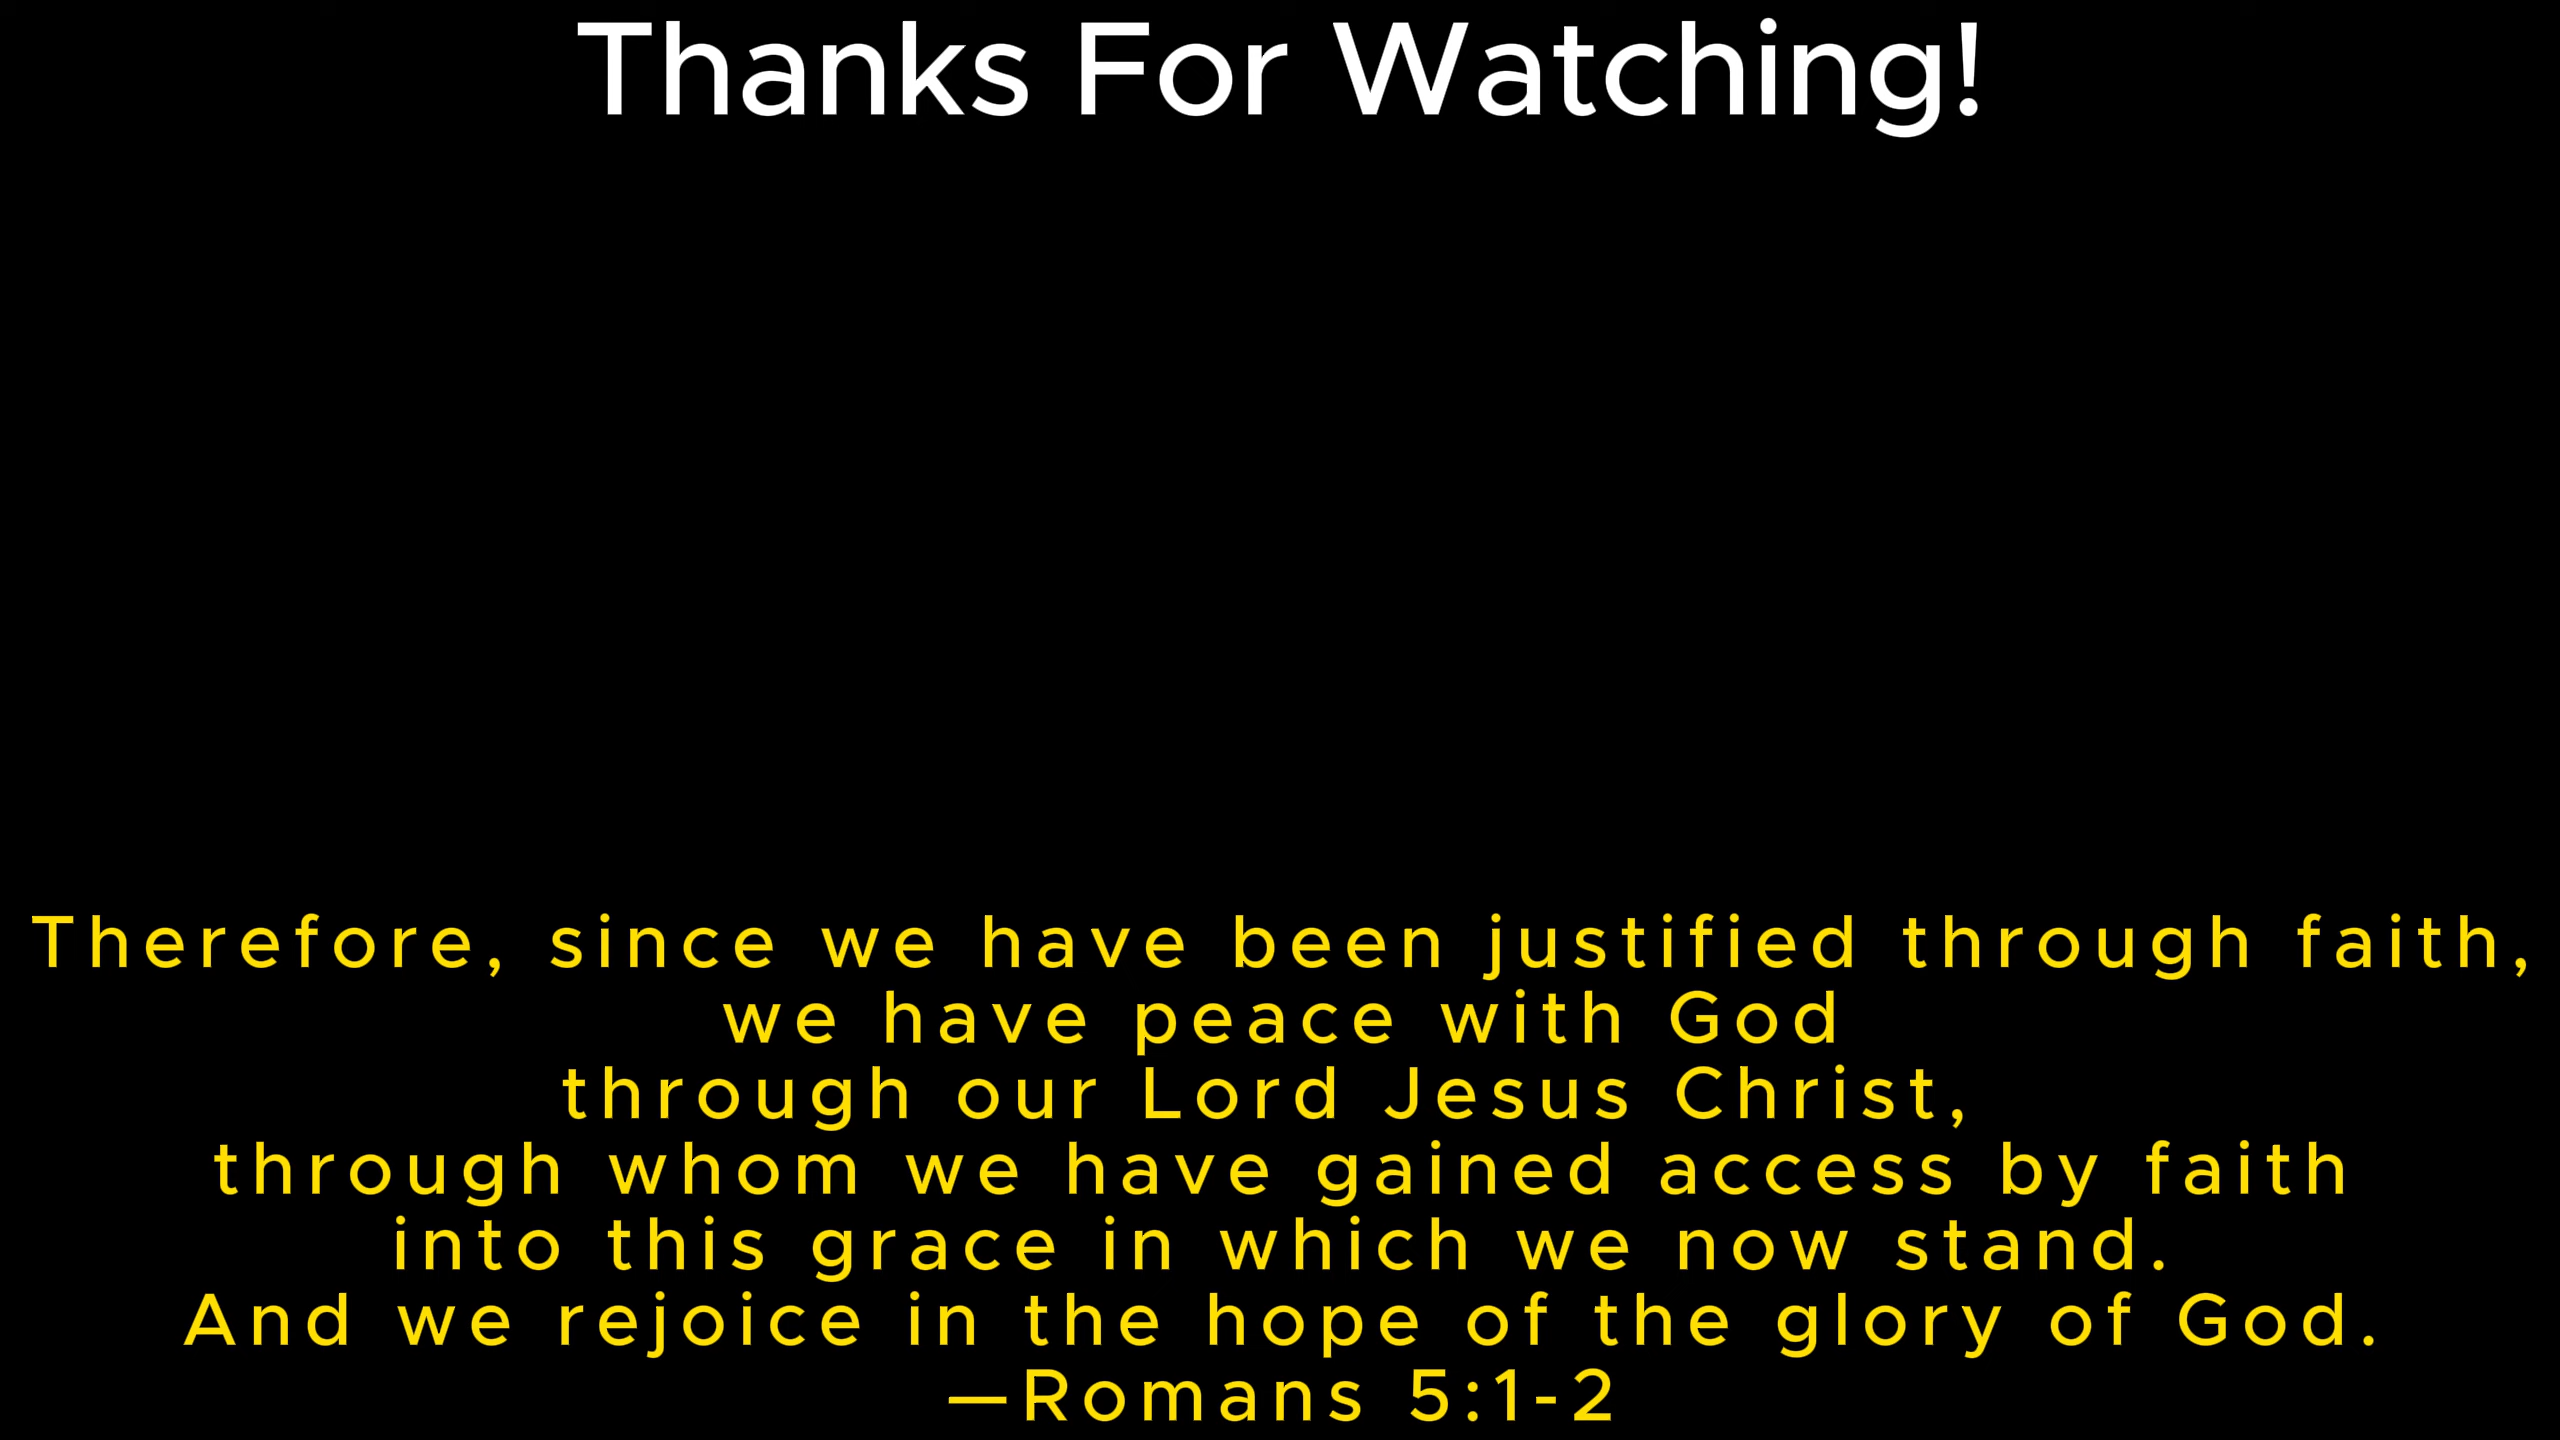 Thanks For Watching!
Therefore, since we have been justified through faith,
we have peace with God
through our Lord Jesus Christ,
through whom we have gained access by faith
into this grace in which we now stand.
And we rejoice in the hope of the glory of God.
—Romans 5:1-2